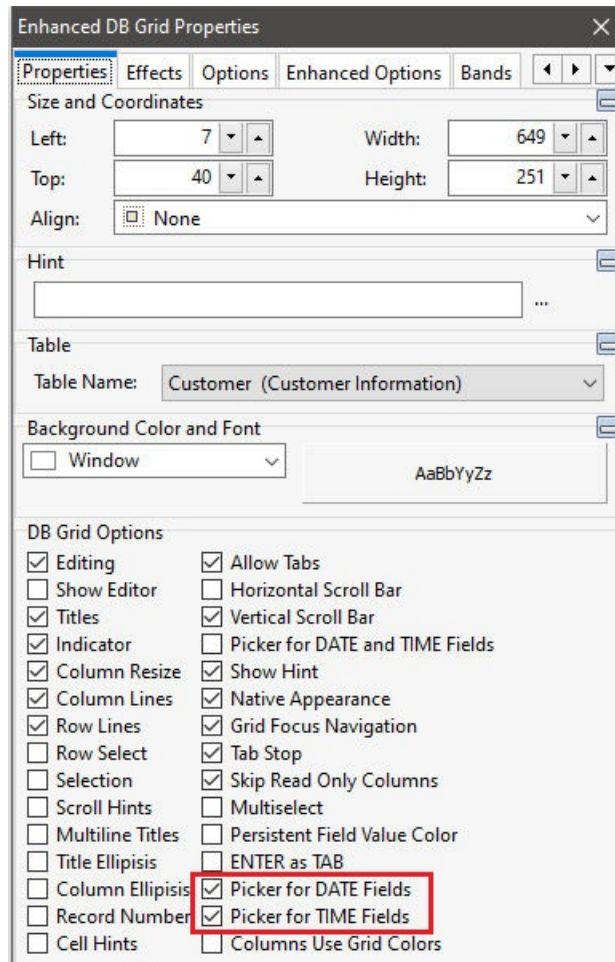 Enhanced DB Grid Properties
Properties Effects Options Enhanced Options Bands
Size and Coordinates
Left: 7 Width: 649
Top: 40 Height: 251
Align: None
Hint
...
Table
Table Name: Customer (Customer Information)
Background Color and Font
Window AaBbYyZz
DB Grid Options
Editing Allow Tabs
Show Editor Horizontal Scroll Bar
Titles Vertical Scroll Bar
Indicator Picker for DATE and TIME Fields
Column Resize Show Hint
Column Lines Native Appearance
Row Lines Grid Focus Navigation
Row Select Tab Stop
Selection Skip Read Only Columns
Scroll Hints Multiselect
Multiline Titles Persistent Field Value Color
Title Ellipisis ENTER as TAB
Column Ellipisis Picker for DATE Fields
Record Number Picker for TIME Fields
Cell Hints Columns Use Grid Colors